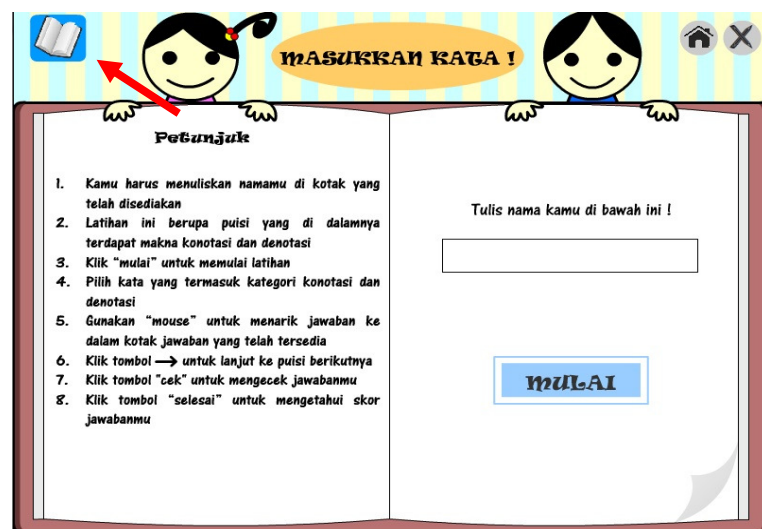 MASUKKAN KATA !
Petunjuk
1. Kamu harus menuliskan namamu di kotak yang
telah disediakan
2. Latihan ini berupa puisi yang di dalamnya
terdapat makna konotasi dan denotasi
3. Klik “mulai” untuk memulai latihan
4. Pilih kata yang termasuk kategori konotasi dan
denotasi
5. Gunakan “mouse” untuk menarik jawaban ke
dalam kotak jawaban yang telah tersedia
6. Klik tombol → untuk lanjut ke puisi berikutnya
7. Klik tombol "cek" untuk mengecek jawabanmu
8. Klik tombol “selesai” untuk mengetahui skor
jawabanmu
Tulis nama kamu di bawah ini !
MULAI